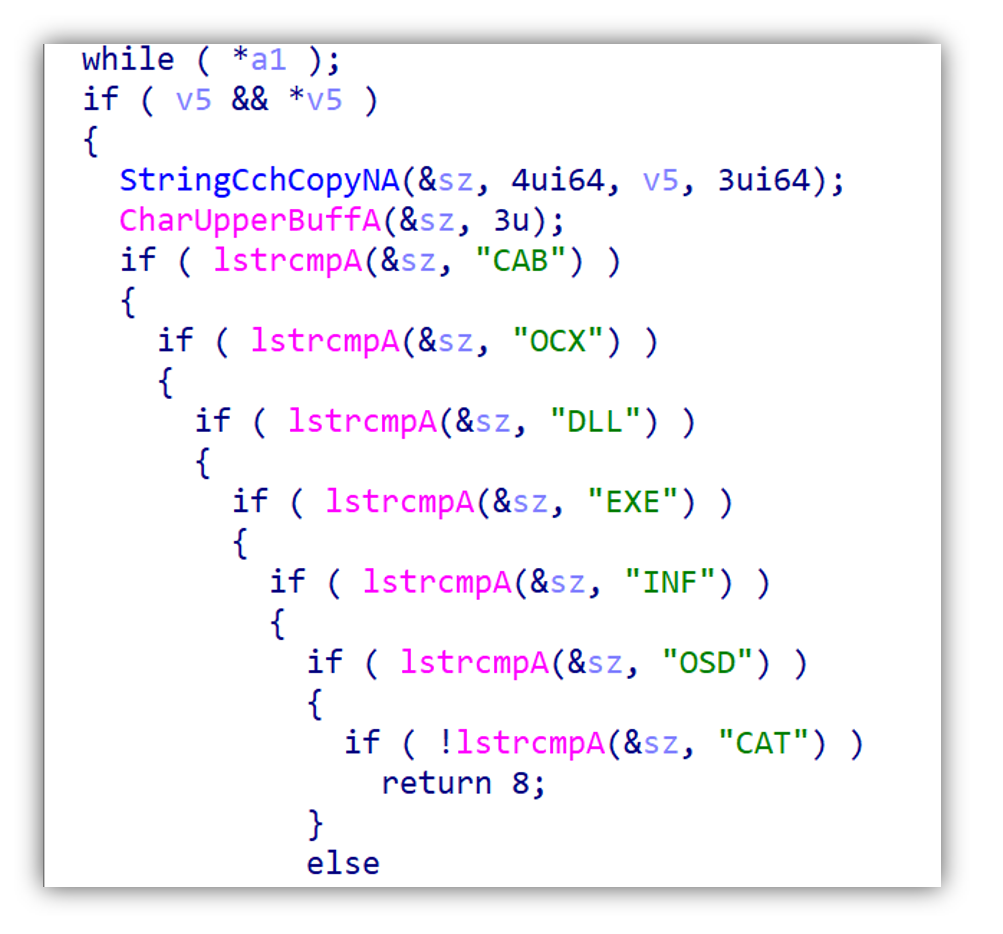 while ( *a1 );
if ( v5 && *v5 )
{
StringCchCopyNA(&sz, 4ui64, v5, 3ui64);
CharUpperBuffA(&sz, 3u);
if ( lstrcmpA(&sz, "CAB") )
{
if ( lstrcmpA(&sz, "OCX") )
{
if ( lstrcmpA(&sz, "DLL") )
{
if ( lstrcmpA(&sz, "EXE") )
{
if ( lstrcmpA(&sz, "INF") )
{
if ( lstrcmpA(&sz, "OSD") )
{
if ( !lstrcmpA(&sz, "CAT") )
return 8;
}
else